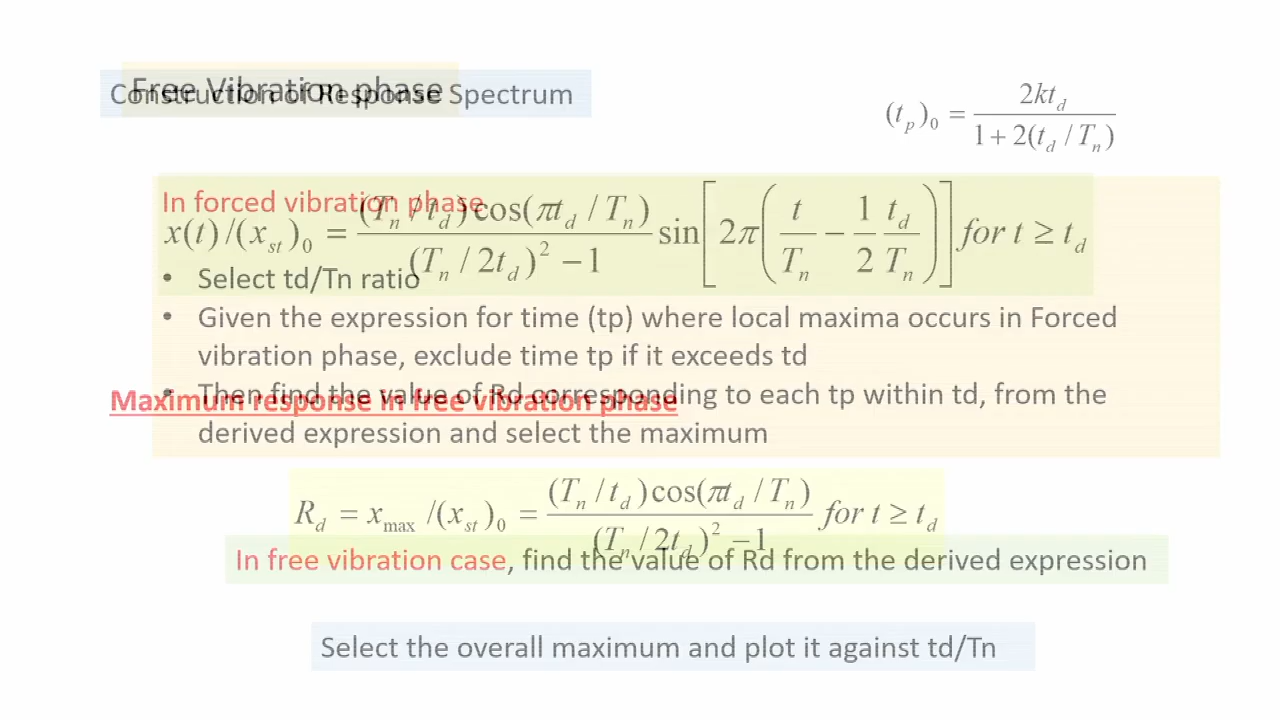 Free Vibration phase
Construction of Response Spectrum
(t_p)_0 = 2kt_d / (1 + 2(t_d / T_n))
In forced vibration phase,
x(t) /(x_st)_0 = (T_n / t_d) cos(πt_d / T_n) / ((T_n / 2t_d)^2 − 1) sin[2π(t/T_n − 1/2 t_d/T_n)] for t ≥ t_d
• Select td/Tn ratio
• Given the expression for time (tp) where local maxima occurs in Forced
vibration phase, exclude time tp if it exceeds td
• Then find the value of Rd corresponding to each tp within td, from the
derived expression and select the maximum
Maximum response in free vibration phase
R_d = x_max /(x_st)_0 = (T_n / t_d) cos(πt_d / T_n) / ((T_n / 2t_d)^2 − 1) for t ≥ t_d
In free vibration case, find the value of Rd from the derived expression
Select the overall maximum and plot it against td/Tn